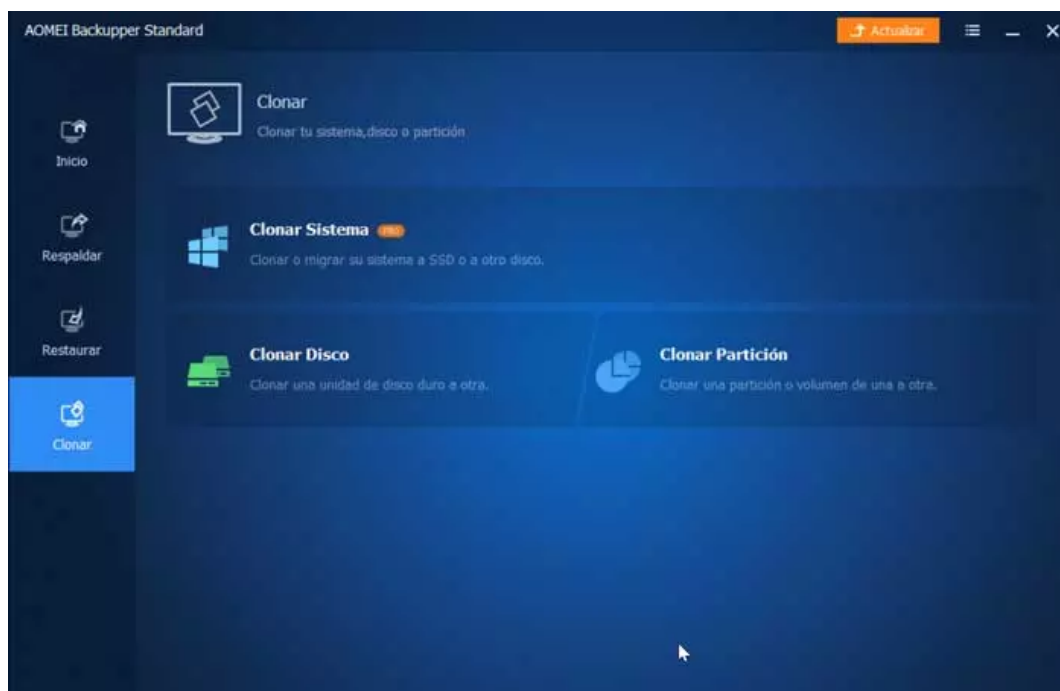 AOMEI Backupper Standard
Actualizar
Clonar
Clonar tu sistema,disco o partición
Inicio
Respaldar
Restaurar
Clonar
Clonar Sistema PRO
Clonar o migrar su sistema a SSD o a otro disco.
Clonar Disco
Clonar una unidad de disco duro a otra.
Clonar Partición
Clonar una partición o volumen de una a otra.